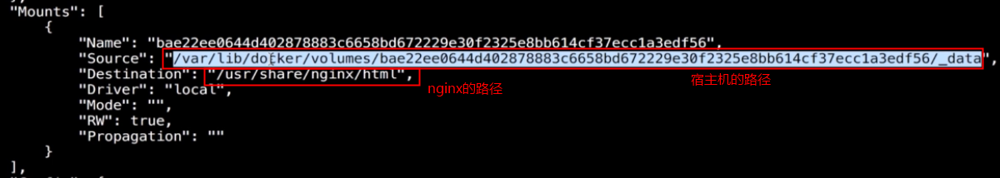 "Mounts": [
{
"Name": "bae22ee0644d402878883c6658bd672229e30f2325e8bb614cf37ecc1a3edf56",
"Source": "/var/lib/docker/volumes/bae22ee0644d402878883c6658bd672229e30f2325e8bb614cf37ecc1a3edf56/_data",
"Destination": "/usr/share/nginx/html",
nginx的路径
宿主机的路径
"Driver": "local",
"Mode": "",
"RW": true,
"Propagation": ""
}
],